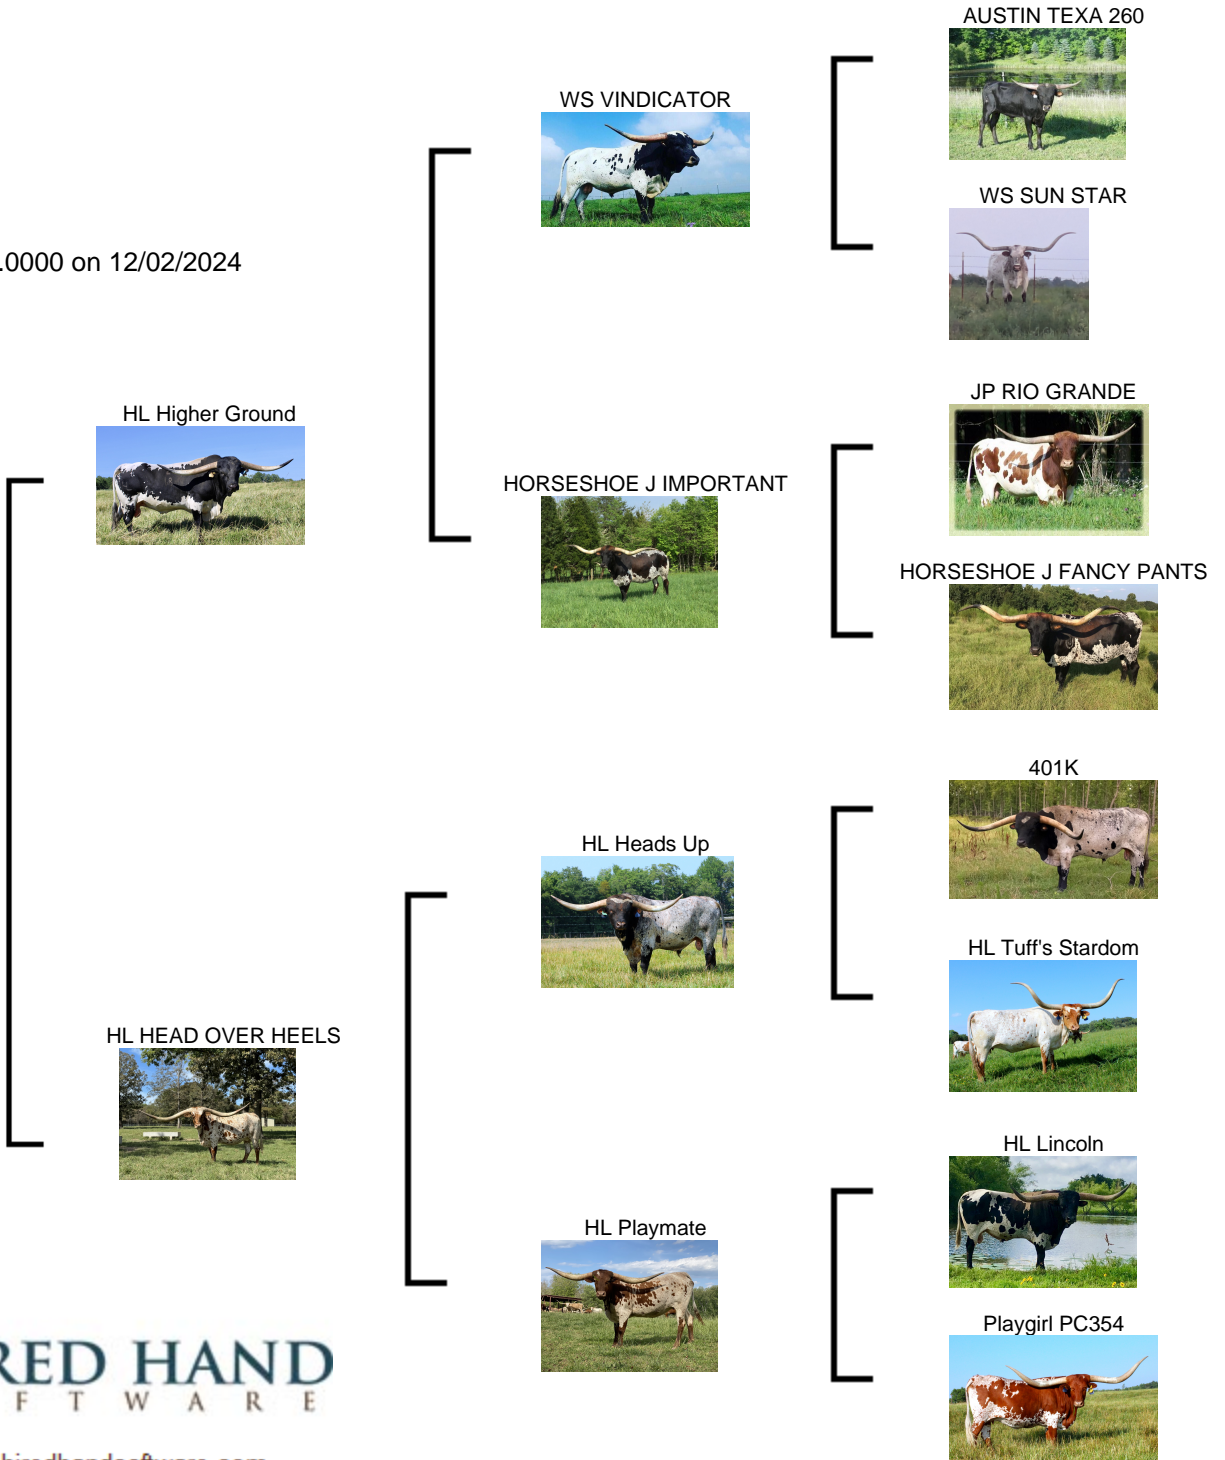 AUSTIN TEXA 260
WS VINDICATOR
WS SUN STAR
.0000 on 12/02/2024
JP RIO GRANDE
HL Higher Ground
HORSESHOE J IMPORTANT
HORSESHOE J FANCY PANTS
401K
HL Heads Up
HL Tuff's Stardom
HL HEAD OVER HEELS
HL Lincoln
HL Playmate
Playgirl PC354
RED HAND
F T W A R E